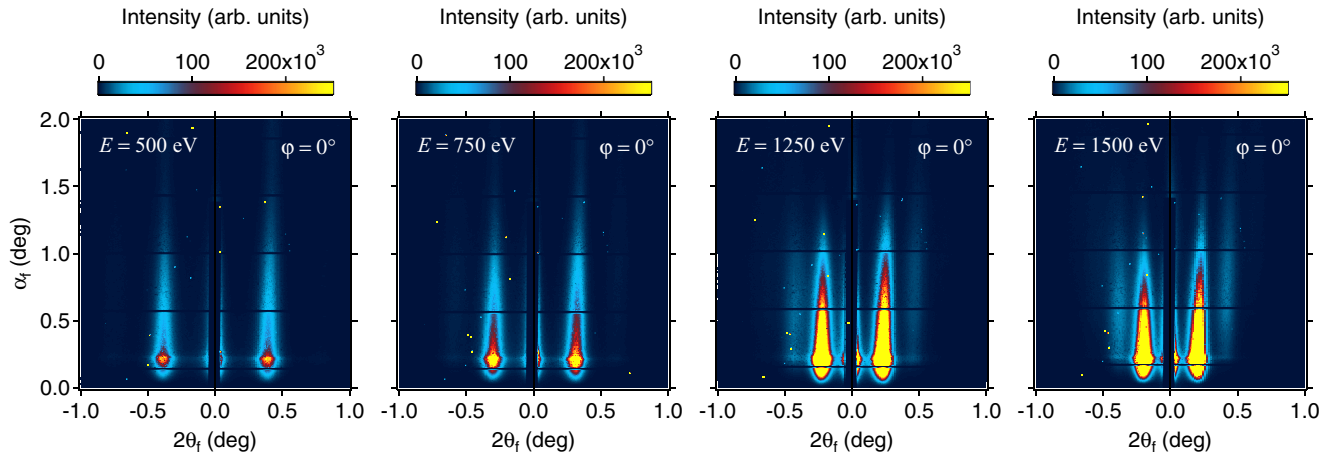 Intensity (arb. units) Intensity (arb. units) Intensity (arb. units) Intensity (arb. units)
0 100 200x10³ 0 100 200x10³ 0 100 200x10³ 0 100 200x10³
E = 500 eV φ = 0° E = 750 eV φ = 0° E = 1250 eV φ = 0° E = 1500 eV φ = 0°
2.0
1.5
1.0
0.5
0.0
α_f (deg)
-1.0 -0.5 0.0 0.5 1.0 -1.0 -0.5 0.0 0.5 1.0 -1.0 -0.5 0.0 0.5 1.0 -1.0 -0.5 0.0 0.5 1.0
2θ_f (deg) 2θ_f (deg) 2θ_f (deg) 2θ_f (deg)